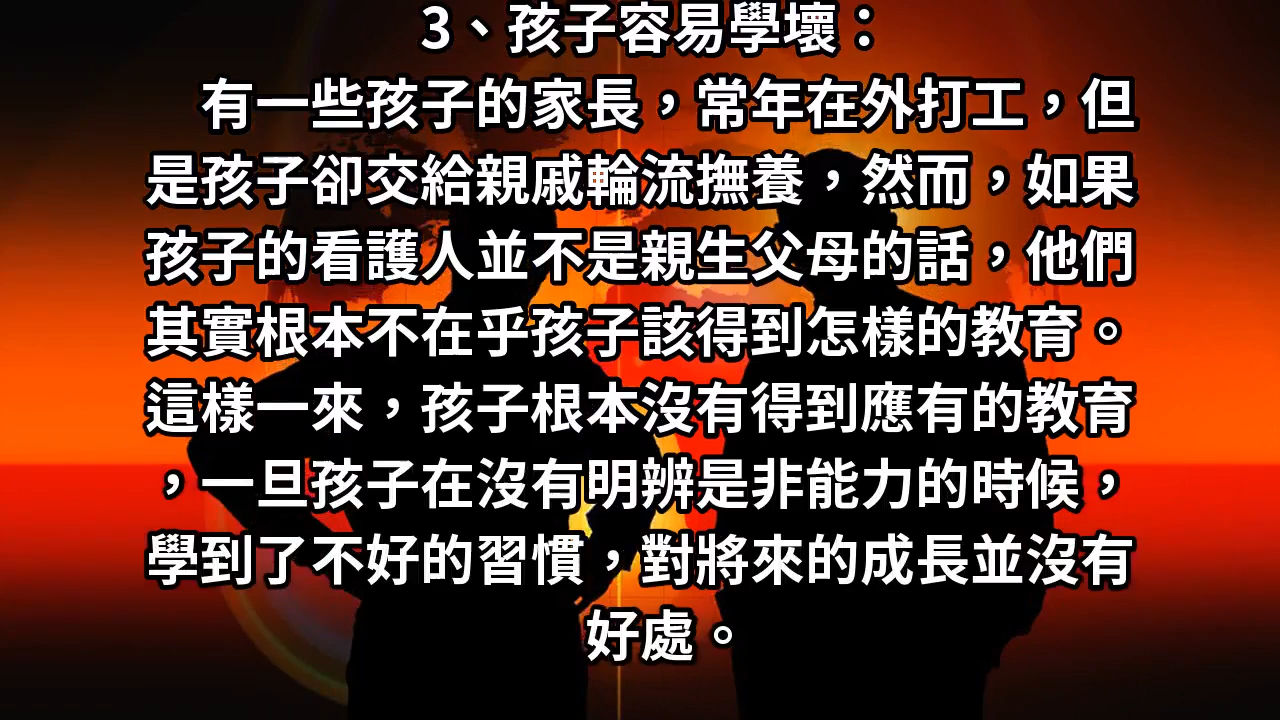 3、孩子容易學壞：
有一些孩子的家長，常年在外打工，但
是孩子卻交給親戚輪流撫養，然而，如果
孩子的看護人並不是親生父母的話，他們
其實根本不在乎孩子該得到怎樣的教育。
這樣一來，孩子根本沒有得到應有的教育
，一旦孩子在沒有明辨是非能力的時候，
學到了不好的習慣，對將來的成長並沒有
好處。